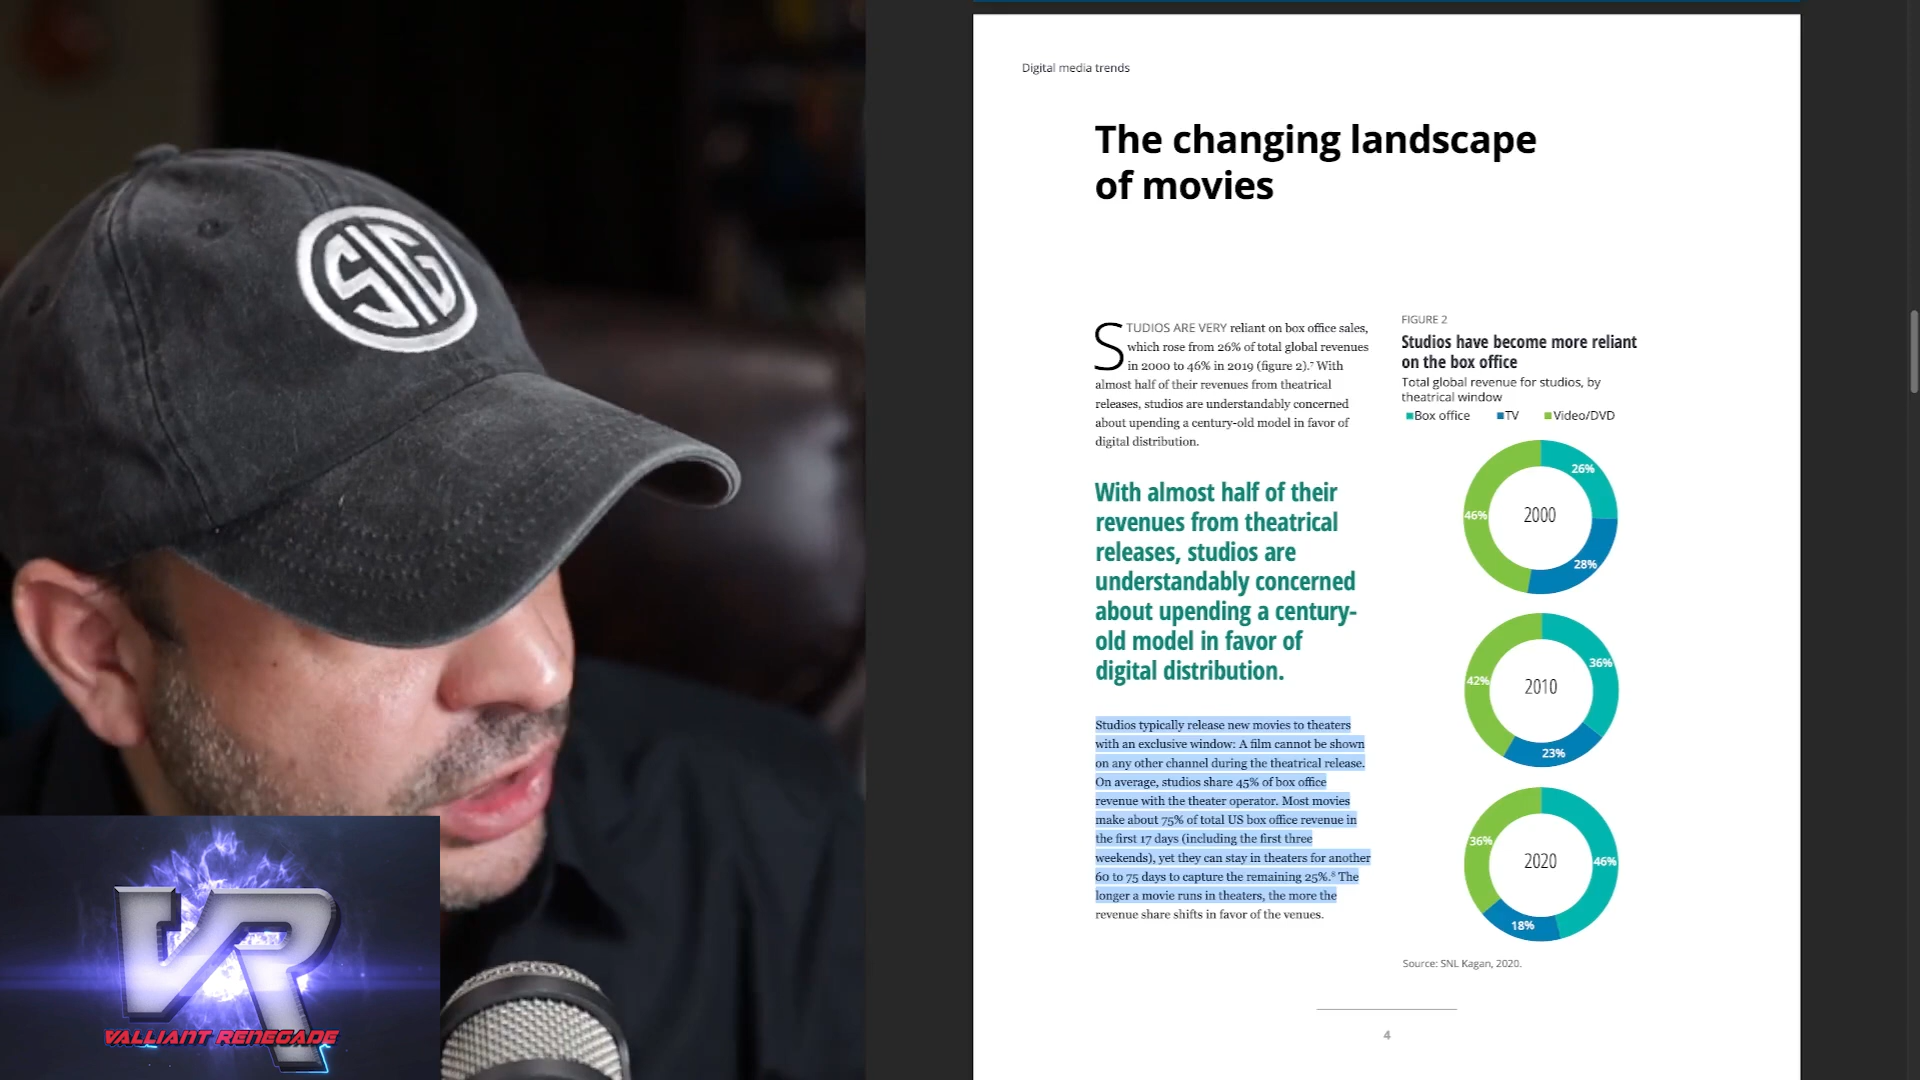 SIG
VR
VALLIANT RENEGADE
Digital media trends
The changing landscape
of movies
STUDIOS ARE VERY reliant on box office sales,
which rose from 26% of total global revenues
in 2000 to 46% in 2019 (figure 2).⁷ With
almost half of their revenues from theatrical
releases, studios are understandably concerned
about upending a century-old model in favor of
digital distribution.
With almost half of their
revenues from theatrical
releases, studios are
understandably concerned
about upending a century-
old model in favor of
digital distribution.
Studios typically release new movies to theaters
with an exclusive window: A film cannot be shown
on any other channel during the theatrical release.
On average, studios share 45% of box office
revenue with the theater operator. Most movies
make about 75% of total US box office revenue in
the first 17 days (including the first three
weekends), yet they can stay in theaters for another
60 to 75 days to capture the remaining 25%.⁸ The
longer a movie runs in theaters, the more the
revenue share shifts in favor of the venues.
FIGURE 2
Studios have become more reliant
on the box office
Total global revenue for studios, by
theatrical window
Box office TV Video/DVD
26%
46%
2000
28%
36%
42%
2010
23%
36%
46%
2020
18%
Source: SNL Kagan, 2020.
4